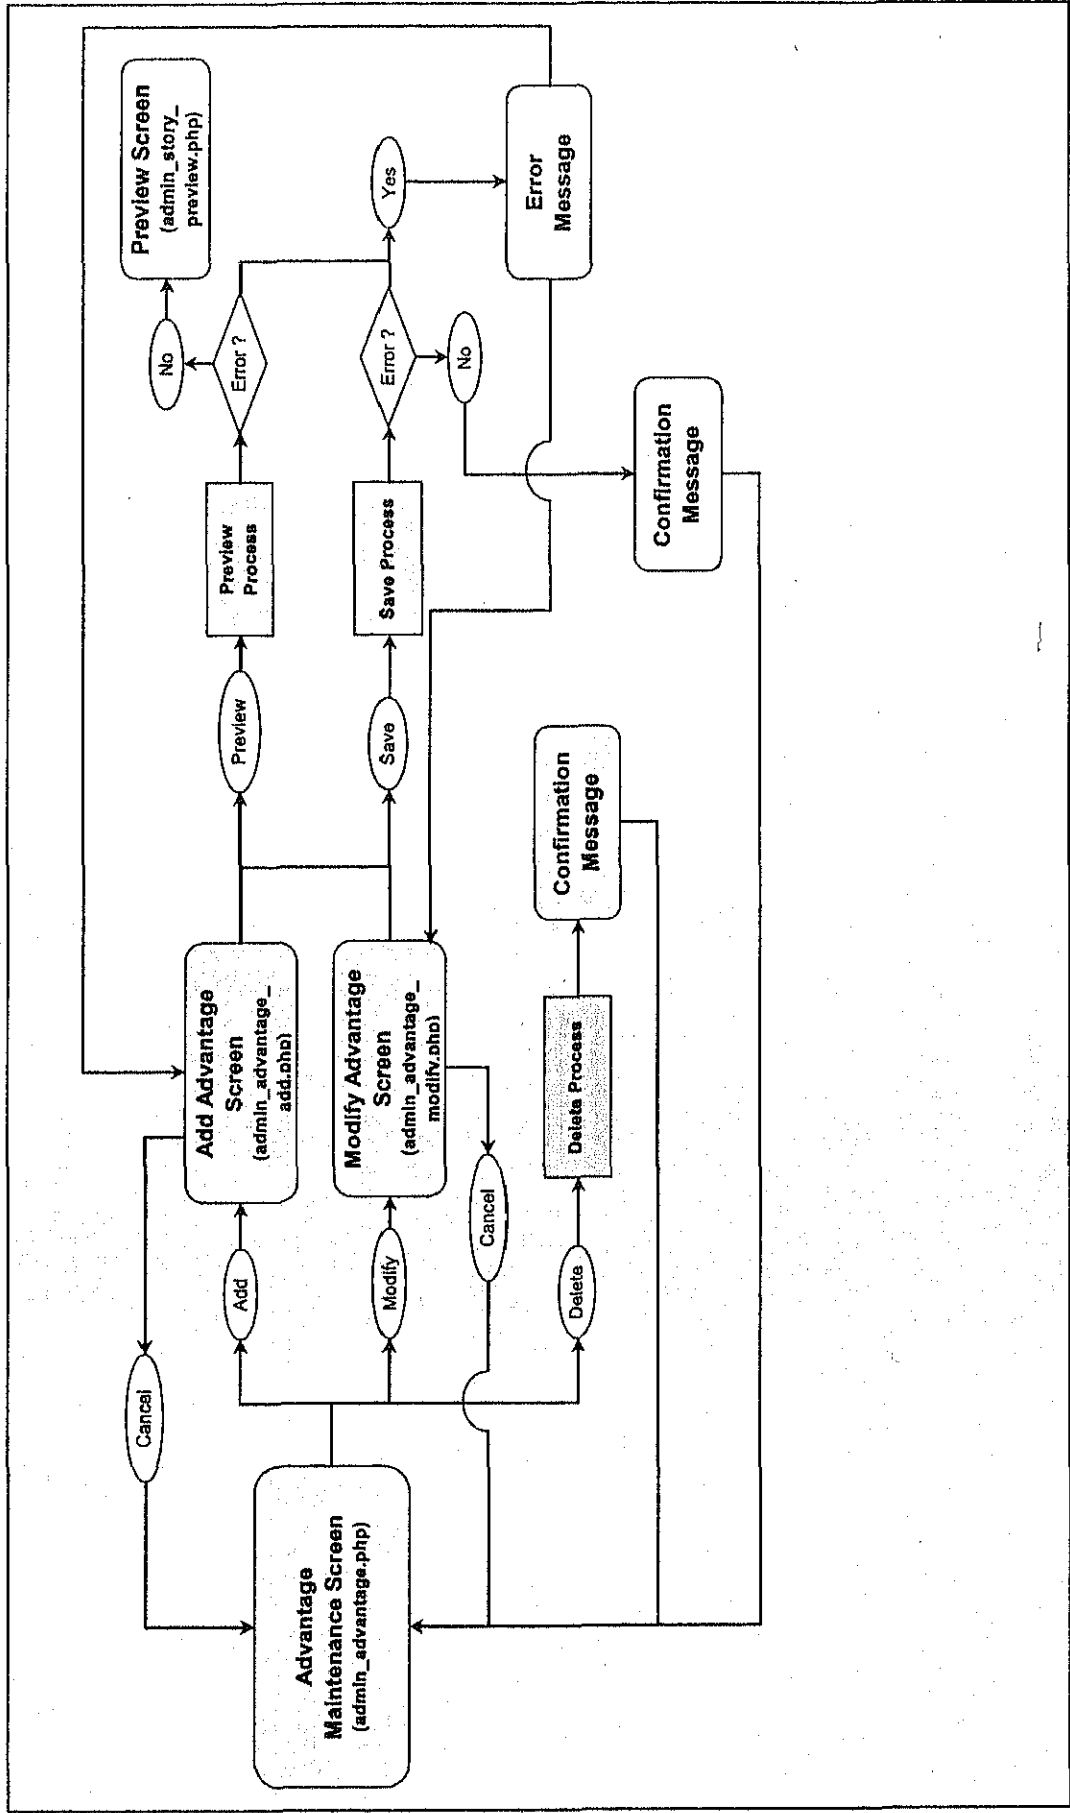 Advantage
Maintenance Screen
(admin_advantage.php)
Cancel
Add
Modify
Delete
Add Advantage
Screen
(admin_advantage_
add.php)
Modify Advantage
Screen
(admin_advantage_
modify.php)
Cancel
Delete Process
Confirmation
Message
Preview
Save
Preview
Process
Save Process
Error ?
Error ?
No
No
Yes
Preview Screen
(admin_story_
preview.php)
Error
Message
Confirmation
Message